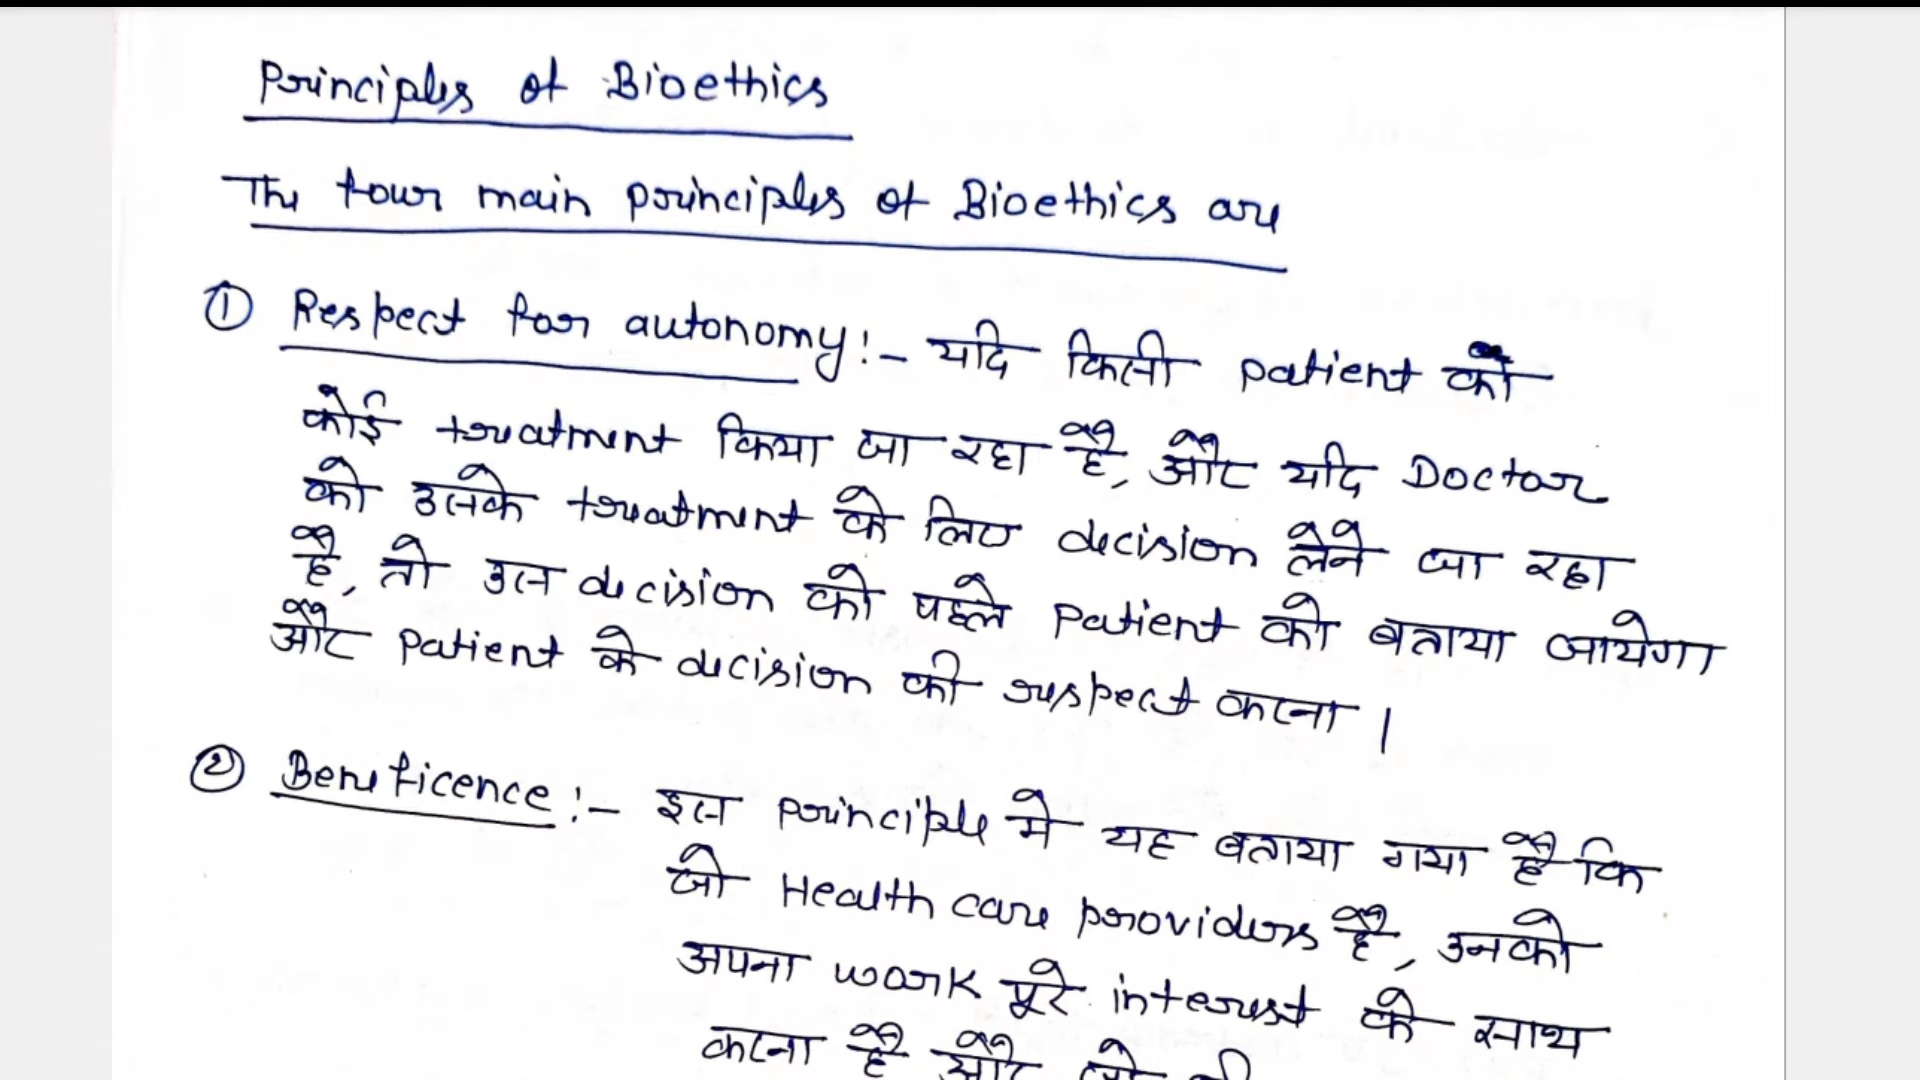 Principles of Bioethics
The four main principles of Bioethics are
① Respect for autonomy:- यदि किसी patient को
कोई treatment किया जा रहा है, और यदि Doctor
को उसके treatment के लिए decision लेने जा रहा
है, तो उस decision को पहले patient को बताया जायेगा
और patient के decision की respect करना |
② Beneficence:- इस principle मे यह बताया गया है कि
जो Health care providers है, उनको
अपना work पूरे interest के साथ
करना है और जो भी